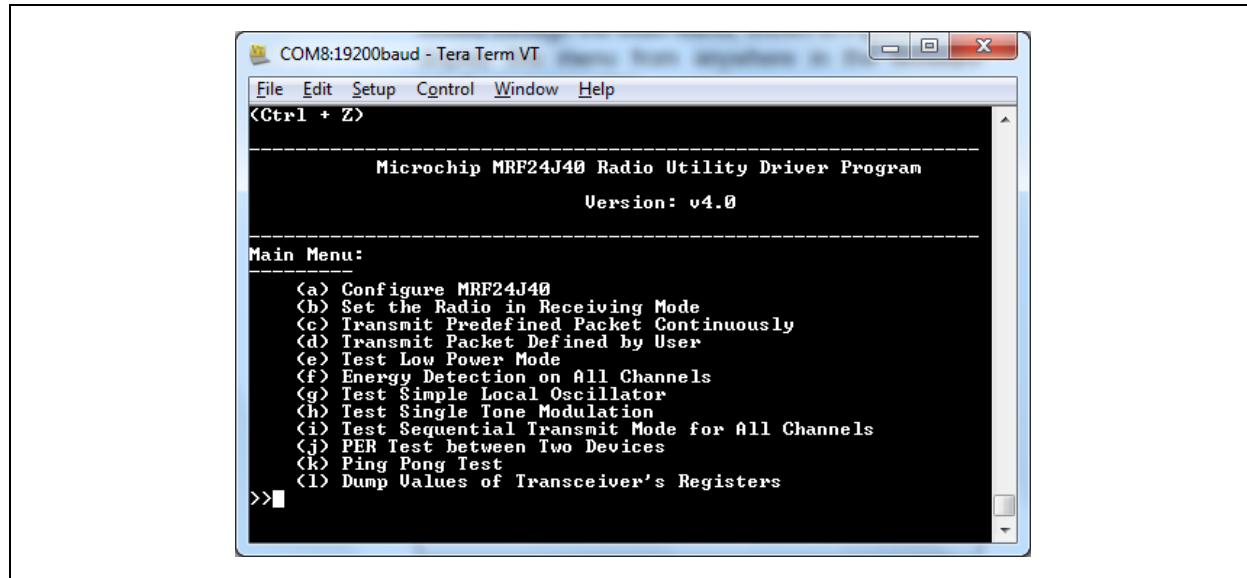 COM8:19200baud - Tera Term VT
File Edit Setup Control Window Help
(Ctrl + Z)
Microchip MRF24J40 Radio Utility Driver Program
Version: v4.0
Main Menu:
(a) Configure MRF24J40
(b) Set the Radio in Receiving Mode
(c) Transmit Predefined Packet Continuously
(d) Transmit Packet Defined by User
(e) Test Low Power Mode
(f) Energy Detection on All Channels
(g) Test Simple Local Oscillator
(h) Test Single Tone Modulation
(i) Test Sequential Transmit Mode for All Channels
(j) PER Test between Two Devices
(k) Ping Pong Test
(l) Dump Values of Transceiver's Registers
>>